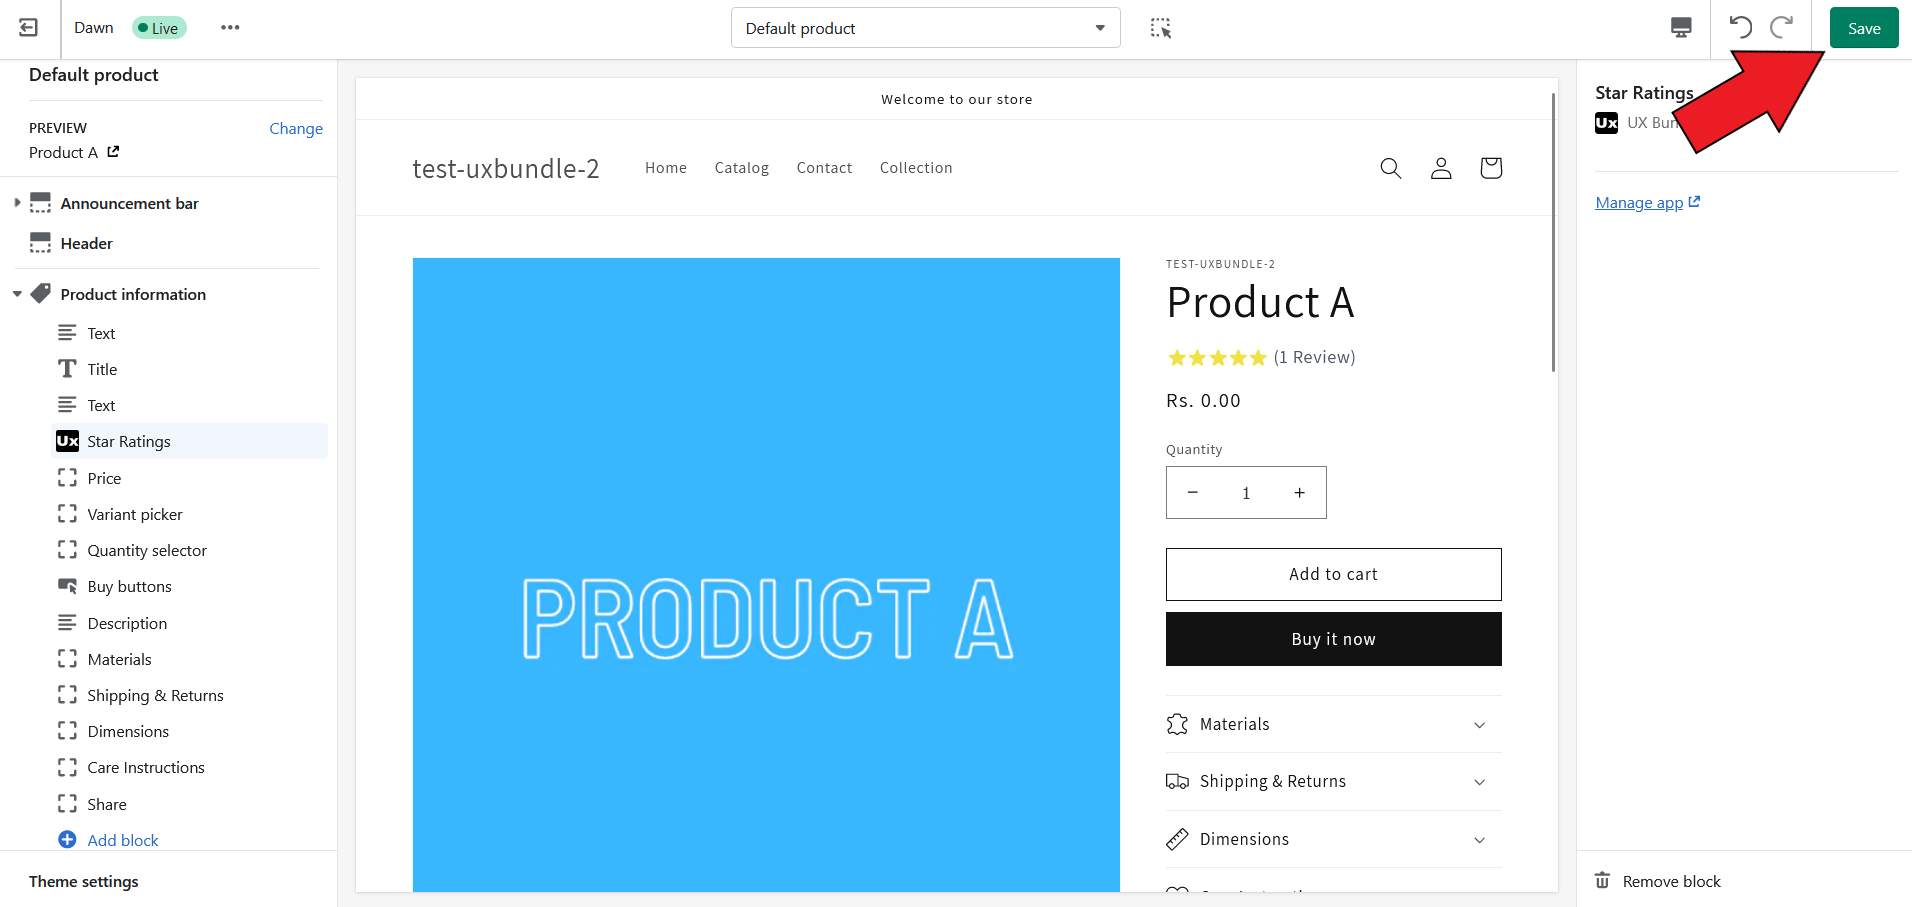 Dawn
Live
Default product
Save
Default product
PREVIEW
Change
Product A
Announcement bar
Header
Product information
Text
Title
Text
Ux Star Ratings
Price
Variant picker
Quantity selector
Buy buttons
Description
Materials
Shipping & Returns
Dimensions
Care Instructions
Share
Add block
Theme settings
Welcome to our store
test-uxbundle-2
Home
Catalog
Contact
Collection
PRODUCT A
TEST-UXBUNDLE-2
Product A
(1 Review)
Rs. 0.00
Quantity
− 1 +
Add to cart
Buy it now
Materials
Shipping & Returns
Dimensions
Star Ratings
Ux UX
Manage app
Remove block